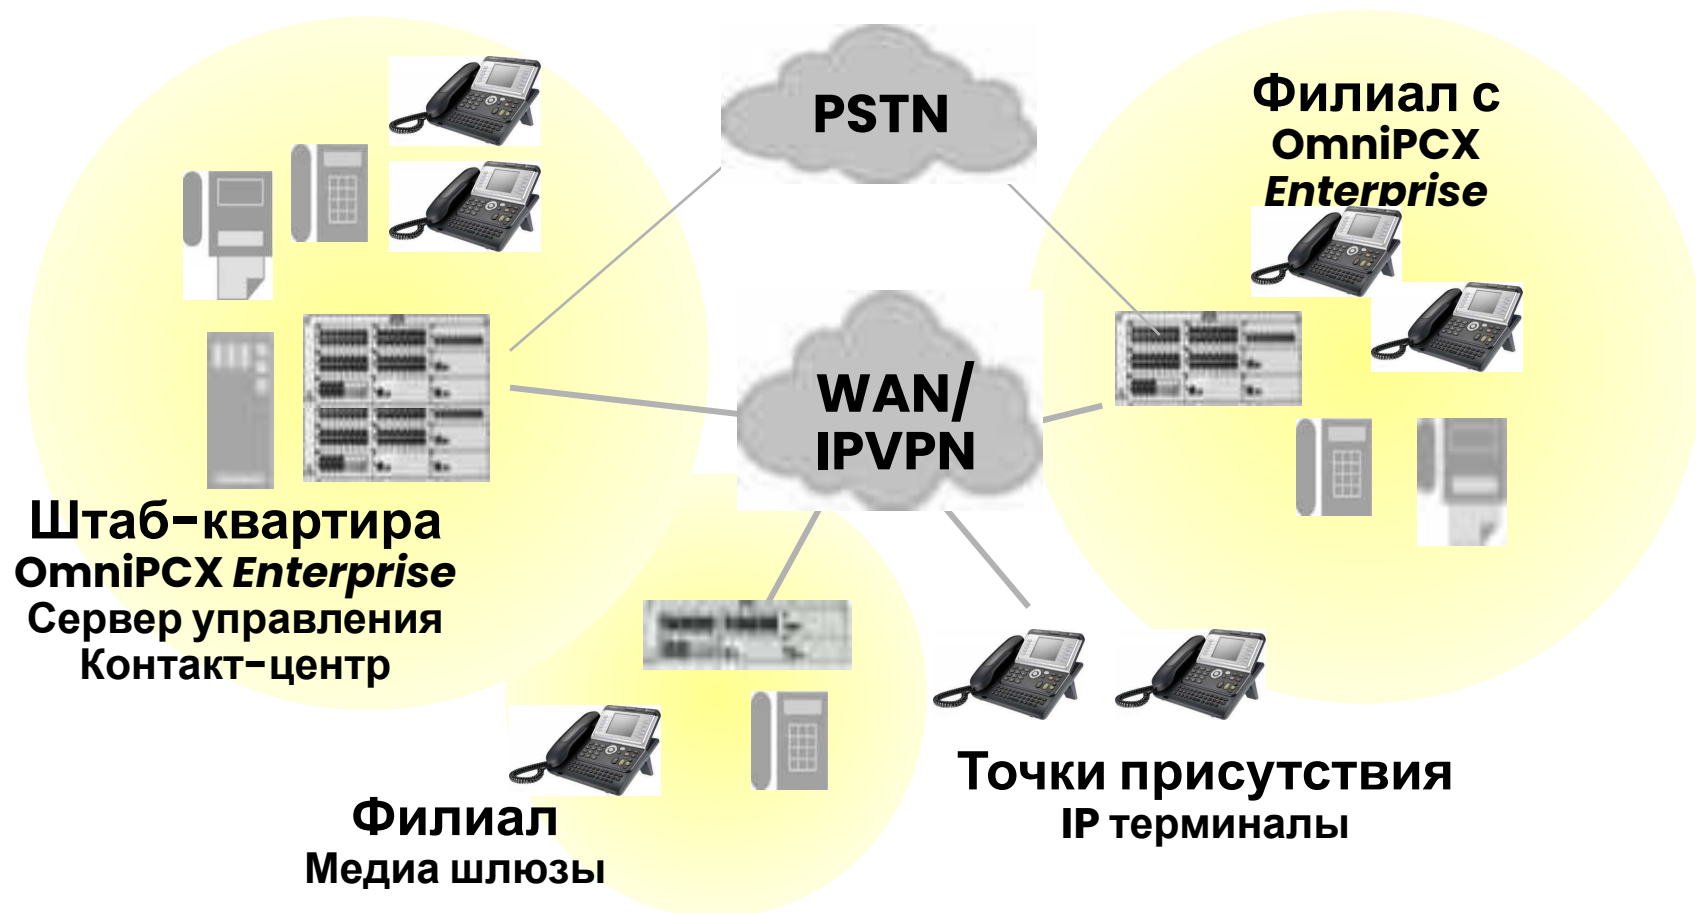 PSTN
Филиал с
OmniPCX
Enterprise
WAN/
IPVPN
Штаб-квартира
OmniPCX Enterprise
Сервер управления
Контакт-центр
Точки присутствия
IP терминалы
Филиал
Медиа шлюзы